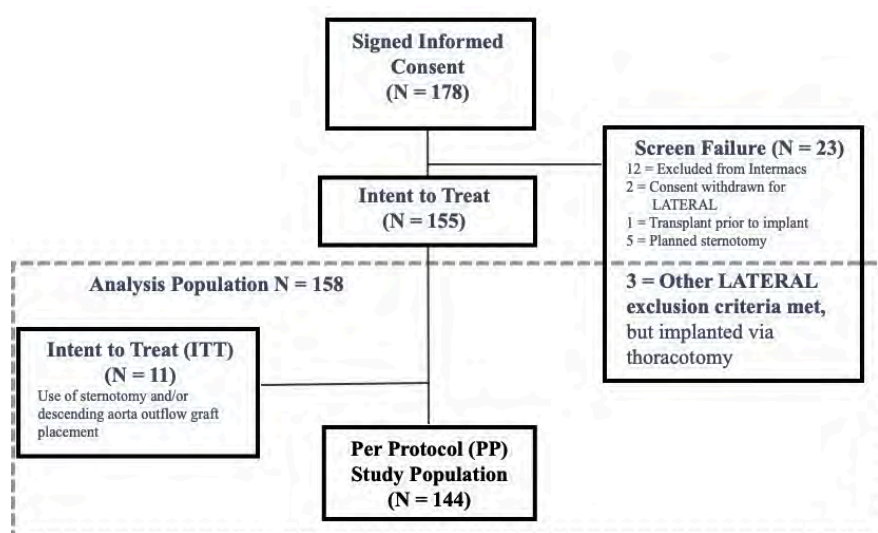 Signed Informed
Consent
(N = 178)
Screen Failure (N = 23)
12 = Excluded from Intermacs
2 = Consent withdrawn for
LATERAL
1 = Transplant prior to implant
5 = Planned sternotomy
3 = Other LATERAL
exclusion criteria met,
but implanted via
thoracotomy
Intent to Treat
(N = 155)
Analysis Population N = 158
Intent to Treat (ITT)
(N = 11)
Use of sternotomy and/or
descending aorta outflow graft
placement
Per Protocol (PP)
Study Population
(N = 144)